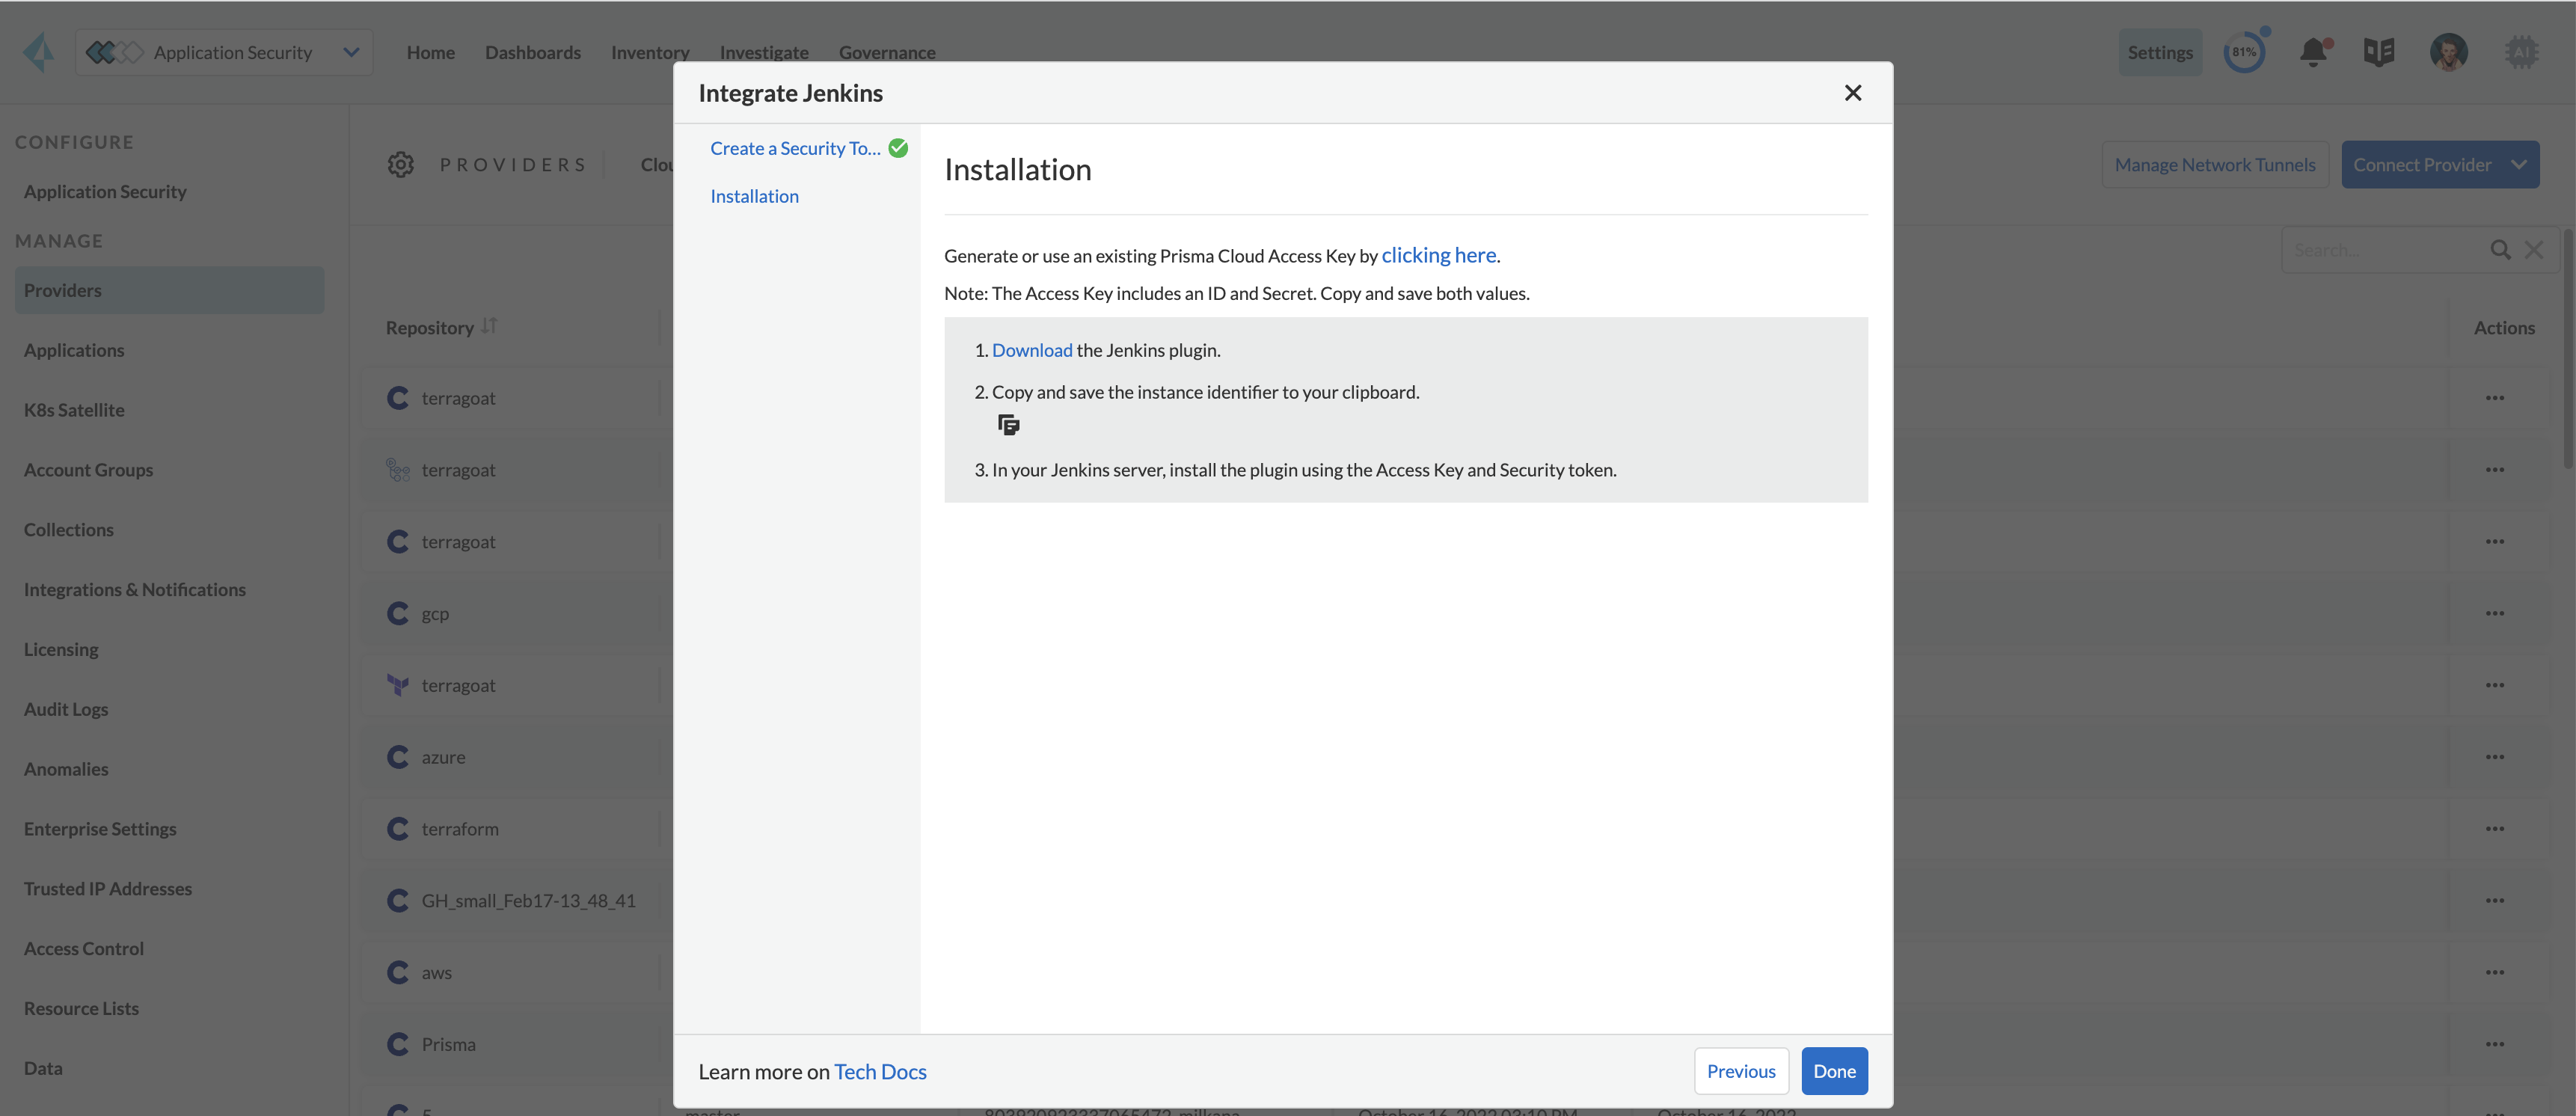 Application Security
Home
Dashboards
Inventory
Investigate
Governance
Settings
81%
AI
Integrate Jenkins
CONFIGURE
Application Security
MANAGE
Providers
Applications
K8s Satellite
Account Groups
Collections
Integrations & Notifications
Licensing
Audit Logs
Anomalies
Enterprise Settings
Trusted IP Addresses
Access Control
Resource Lists
Data
PROVIDERS
Clou
Manage Network Tunnels
Connect Provider
Search...
Repository
Actions
terragoat
terragoat
terragoat
gcp
terragoat
azure
terraform
GH_small_Feb17-13_48_41
aws
Prisma
Create a Security To...
Installation
Installation
Generate or use an existing Prisma Cloud Access Key by clicking here.
Note: The Access Key includes an ID and Secret. Copy and save both values.
1. Download the Jenkins plugin.
2. Copy and save the instance identifier to your clipboard.
3. In your Jenkins server, install the plugin using the Access Key and Security token.
Learn more on Tech Docs
Previous
Done